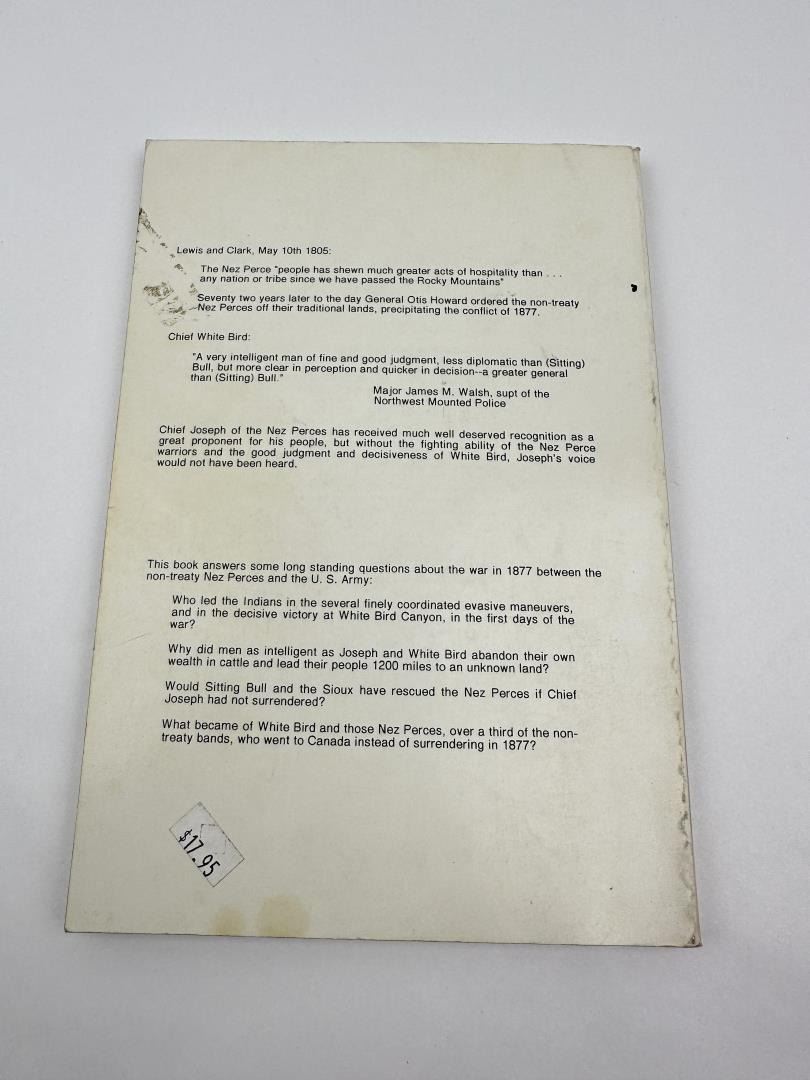 Lewis and Clark, May 10th 1805:
The Nez Perce "people has shewn much greater acts of hospitality than . . .
any nation or tribe since we have passed the Rocky Mountains"
Seventy two years later to the day General Otis Howard ordered the non-treaty
Nez Perces off their traditional lands, precipitating the conflict of 1877.
Chief White Bird:
"A very intelligent man of fine and good judgment, less diplomatic than (Sitting)
Bull, but more clear in perception and quicker in decision--a greater general
than (Sitting) Bull."
Major James M. Walsh, supt of the
Northwest Mounted Police
Chief Joseph of the Nez Perces has received much well deserved recognition as a
great proponent for his people, but without the fighting ability of the Nez Perce
warriors and the good judgment and decisiveness of White Bird, Joseph's voice
would not have been heard.
This book answers some long standing questions about the war in 1877 between the
non-treaty Nez Perces and the U. S. Army:
Who led the Indians in the several finely coordinated evasive maneuvers,
and in the decisive victory at White Bird Canyon, in the first days of the
war?
Why did men as intelligent as Joseph and White Bird abandon their own
wealth in cattle and lead their people 1200 miles to an unknown land?
Would Sitting Bull and the Sioux have rescued the Nez Perces if Chief
Joseph had not surrendered?
What became of White Bird and those Nez Perces, over a third of the non-
treaty bands, who went to Canada instead of surrendering in 1877?
$17.95